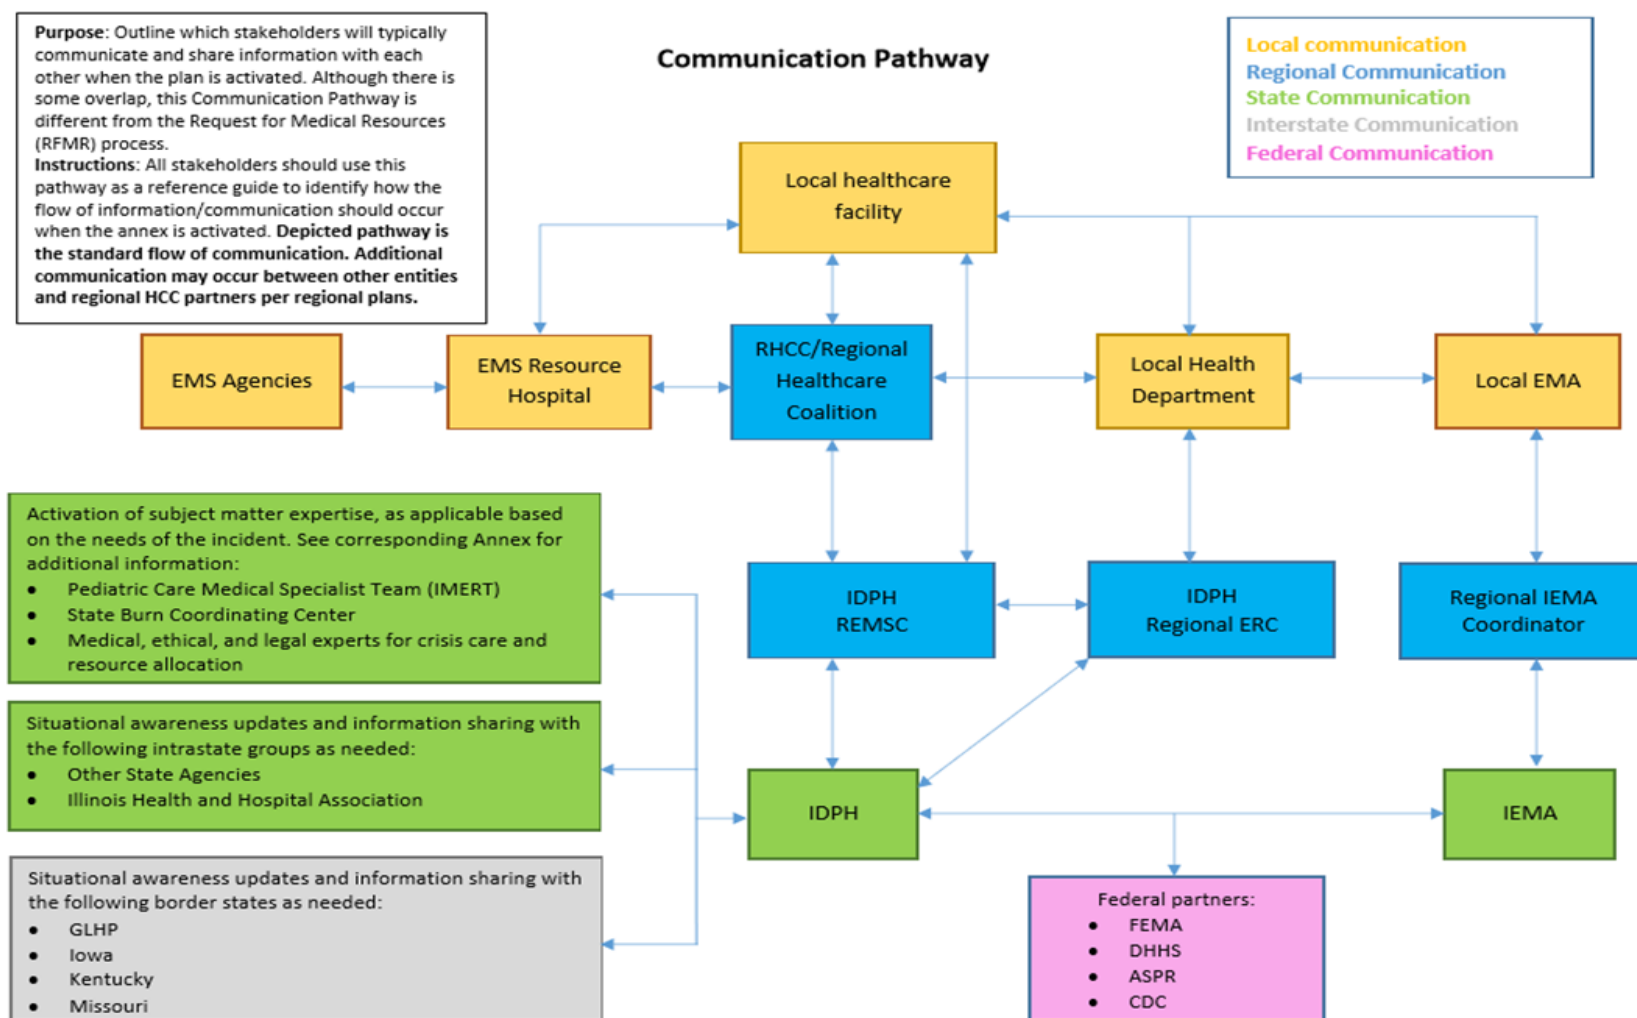 Purpose: Outline which stakeholders will typically
communicate and share information with each
other when the plan is activated. Although there is
some overlap, this Communication Pathway is
different from the Request for Medical Resources
(RFMR) process.
Instructions: All stakeholders should use this
pathway as a reference guide to identify how the
flow of information/communication should occur
when the annex is activated. Depicted pathway is
the standard flow of communication. Additional
communication may occur between other entities
and regional HCC partners per regional plans.
Communication Pathway
Local communication
Regional Communication
State Communication
Interstate Communication
Federal Communication
Local healthcare
facility
EMS Agencies
EMS Resource
Hospital
RHCC/Regional
Healthcare
Coalition
Local Health
Department
Local EMA
Activation of subject matter expertise, as applicable based
on the needs of the incident. See corresponding Annex for
additional information:
• Pediatric Care Medical Specialist Team (IMERT)
• State Burn Coordinating Center
• Medical, ethical, and legal experts for crisis care and
resource allocation
IDPH
REMSC
IDPH
Regional ERC
Regional IEMA
Coordinator
Situational awareness updates and information sharing with
the following intrastate groups as needed:
• Other State Agencies
• Illinois Health and Hospital Association
IDPH
IEMA
Situational awareness updates and information sharing with
the following border states as needed:
• GLHP
• Iowa
• Kentucky
• Missouri
Federal partners:
• FEMA
• DHHS
• ASPR
• CDC